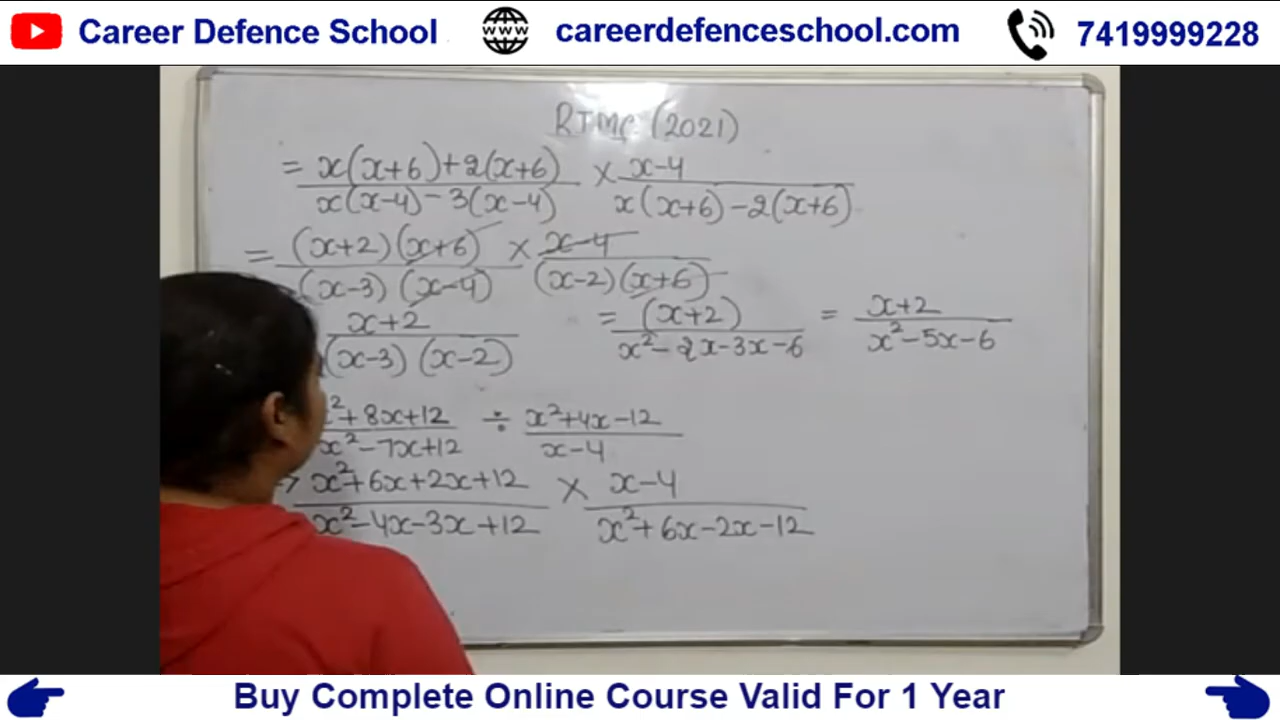 Career Defence School
www
careerdefenceschool.com
7419999228
RIMC (2021)
= x(x+6)+2(x+6) / x(x-4)-3(x-4) × x-4 / x(x+6)-2(x+6)
= (x+2)(x+6) / (x-3)(x-4) × x-4 / (x-2)(x+6)
x+2 / (x-3)(x-2)
= (x+2) / x²-2x-3x-6 = x+2 / x²-5x-6
x²+8x+12 / x²-7x+12 ÷ x²+4x-12 / x-4
x²+6x+2x+12 / x²-4x-3x+12 × x-4 / x²+6x-2x-12
Buy Complete Online Course Valid For 1 Year